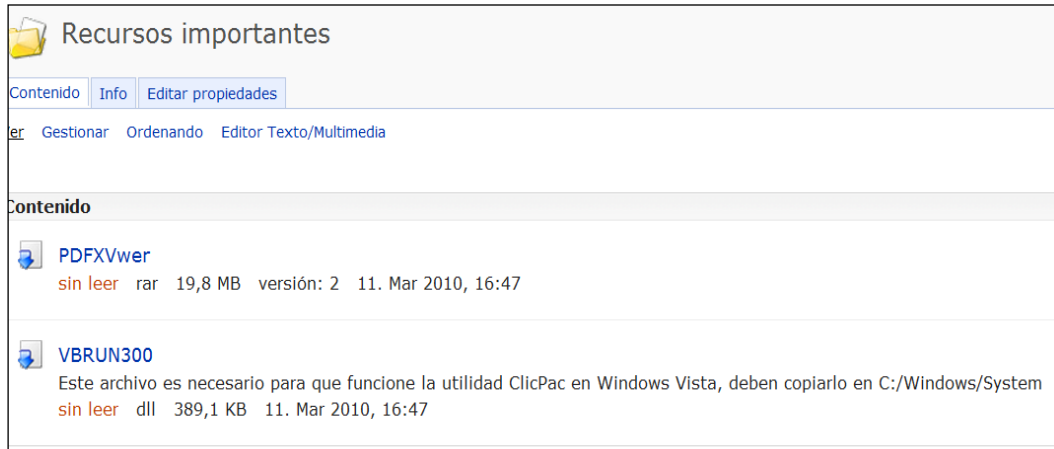 Recursos importantes
Contenido Info Editar propiedades
er Gestionar Ordenando Editor Texto/Multimedia
Contenido
PDFXVwer
sin leer rar 19,8 MB versión: 2 11. Mar 2010, 16:47
VBRUN300
Este archivo es necesario para que funcione la utilidad ClicPac en Windows Vista, deben copiarlo en C:/Windows/System
sin leer dll 389,1 KB 11. Mar 2010, 16:47